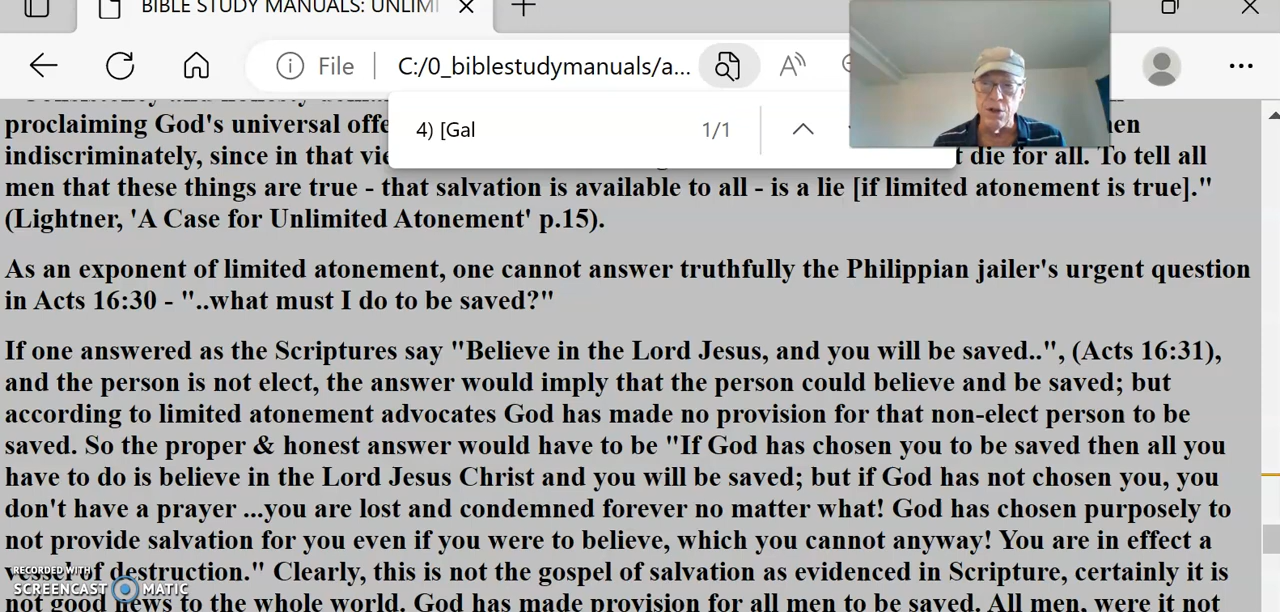 BIBLE STUDY MANUALS: UNLIMI
File
C:/0_biblestudymanuals/a...
4) [Gal
1/1
proclaiming God's universal offe
men
indiscriminately, since in that vie
t die for all. To tell all
men that these things are true - that salvation is available to all - is a lie [if limited atonement is true]."
(Lightner, 'A Case for Unlimited Atonement' p.15).
As an exponent of limited atonement, one cannot answer truthfully the Philippian jailer's urgent question
in Acts 16:30 - "..what must I do to be saved?"
If one answered as the Scriptures say "Believe in the Lord Jesus, and you will be saved..", (Acts 16:31),
and the person is not elect, the answer would imply that the person could believe and be saved; but
according to limited atonement advocates God has made no provision for that non-elect person to be
saved. So the proper & honest answer would have to be "If God has chosen you to be saved then all you
have to do is believe in the Lord Jesus Christ and you will be saved; but if God has not chosen you, you
don't have a prayer ...you are lost and condemned forever no matter what! God has chosen purposely to
not provide salvation for you even if you were to believe, which you cannot anyway! You are in effect a
vessel of destruction." Clearly, this is not the gospel of salvation as evidenced in Scripture, certainly it is
not good news to the whole world. God has made provision for all men to be saved. All men, were it not
RECORDED WITH
SCREENCAST MATIC